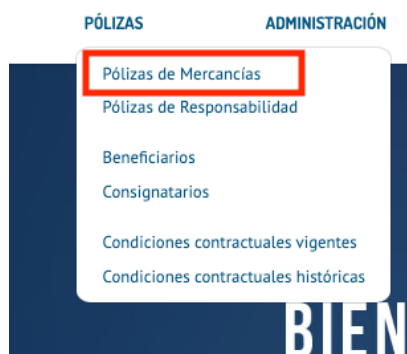 PÓLIZAS ADMINISTRACIÓN
Pólizas de Mercancías
Pólizas de Responsabilidad
Beneficiarios
Consignatarios
Condiciones contractuales vigentes
Condiciones contractuales históricas
BIEN